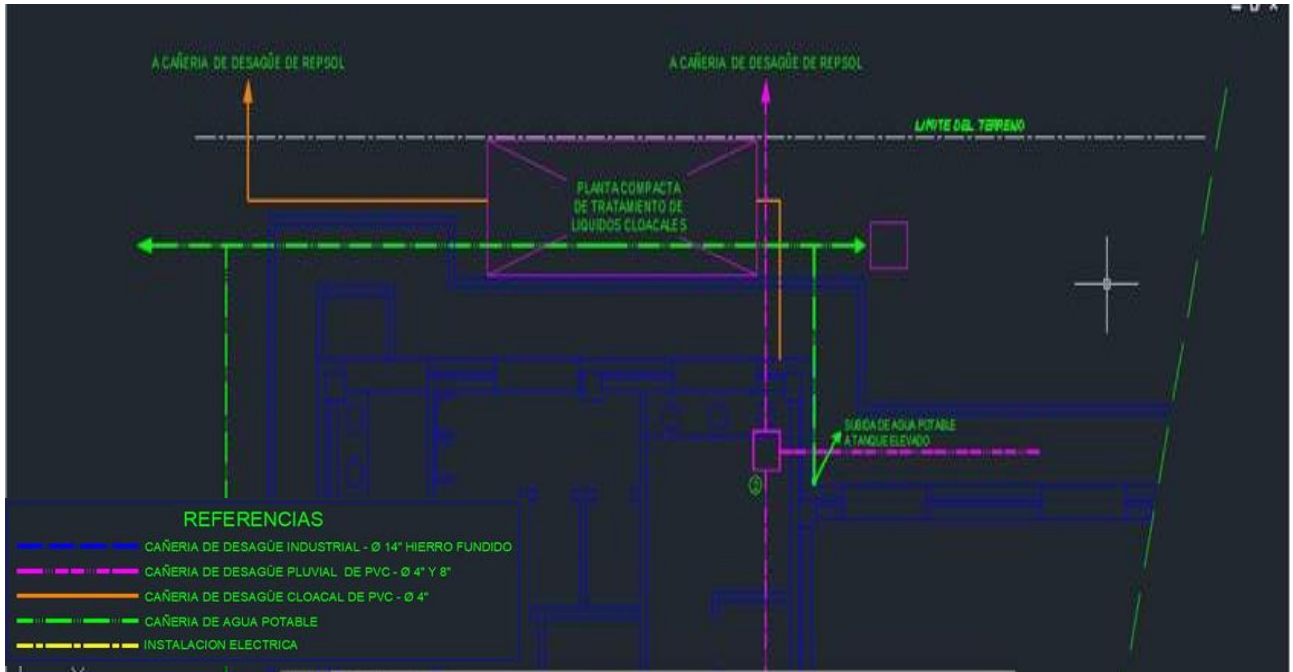 A CAÑERIA DE DESAGÜE DE REPSOL
A CAÑERIA DE DESAGÜE DE REPSOL
LIMITE DEL TERRENO
PLANTA COMPACTA
DE TRATAMIENTO DE
LIQUIDOS CLOACALES
SUBIDA DE AGUA POTABLE
A TANQUE ELEVADO
REFERENCIAS
CAÑERIA DE DESAGÜE INDUSTRIAL - Ø 14" HIERRO FUNDIDO
CAÑERIA DE DESAGÜE PLUVIAL DE PVC - Ø 4" Y 8"
CAÑERIA DE DESAGÜE CLOACAL DE PVC - Ø 4"
CAÑERIA DE AGUA POTABLE
INSTALACION ELECTRICA